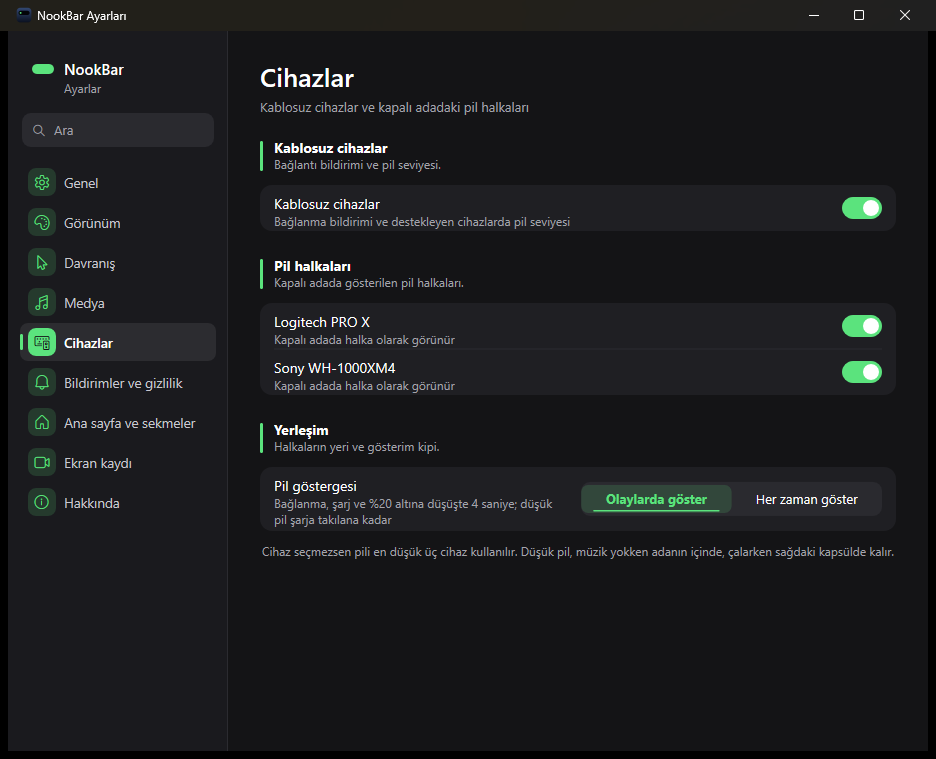 NookBar Ayarları
NookBar
Ayarlar
Ara
Genel
Görünüm
Davranış
Medya
Cihazlar
Bildirimler ve gizlilik
Ana sayfa ve sekmeler
Ekran kaydı
Hakkında
Cihazlar
Kablosuz cihazlar ve kapalı adadaki pil halkaları
Kablosuz cihazlar
Bağlantı bildirimi ve pil seviyesi.
Kablosuz cihazlar
Bağlanma bildirimi ve destekleyen cihazlarda pil seviyesi
Pil halkaları
Kapalı adada gösterilen pil halkaları.
Logitech PRO X
Kapalı adada halka olarak görünür
Sony WH-1000XM4
Kapalı adada halka olarak görünür
Yerleşim
Halkaların yeri ve gösterim kipi.
Pil göstergesi
Bağlanma, şarj ve %20 altına düşüşte 4 saniye; düşük
pil şarja takılana kadar
Olaylarda göster
Her zaman göster
Cihaz seçmezsen pili en düşük üç cihaz kullanılır. Düşük pil, müzik yokken adanın içinde, çalarken sağdaki kapsülde kalır.